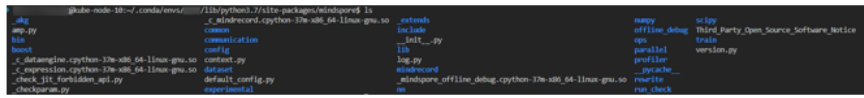 @kube-node-10:~/.conda/envs/ /lib/python3.7/site-packages/mindspore$ ls
_akg _c_mindrecord.cpython-37m-x86_64-linux-gnu.so _extends numpy scipy
amp.py common include offline_debug Third_Party_Open_Source_Software_Notice
bin communication __init__.py ops train
boost config lib parallel version.py
_c_dataengine.cpython-37m-x86_64-linux-gnu.so context.py log.py profiler
_c_expression.cpython-37m-x86_64-linux-gnu.so dataset mindrecord __pycache__
_check_jit_forbidden_api.py default_config.py _mindspore_offline_debug.cpython-37m-x86_64-linux-gnu.so rewrite
_checkparam.py experimental nn run_check